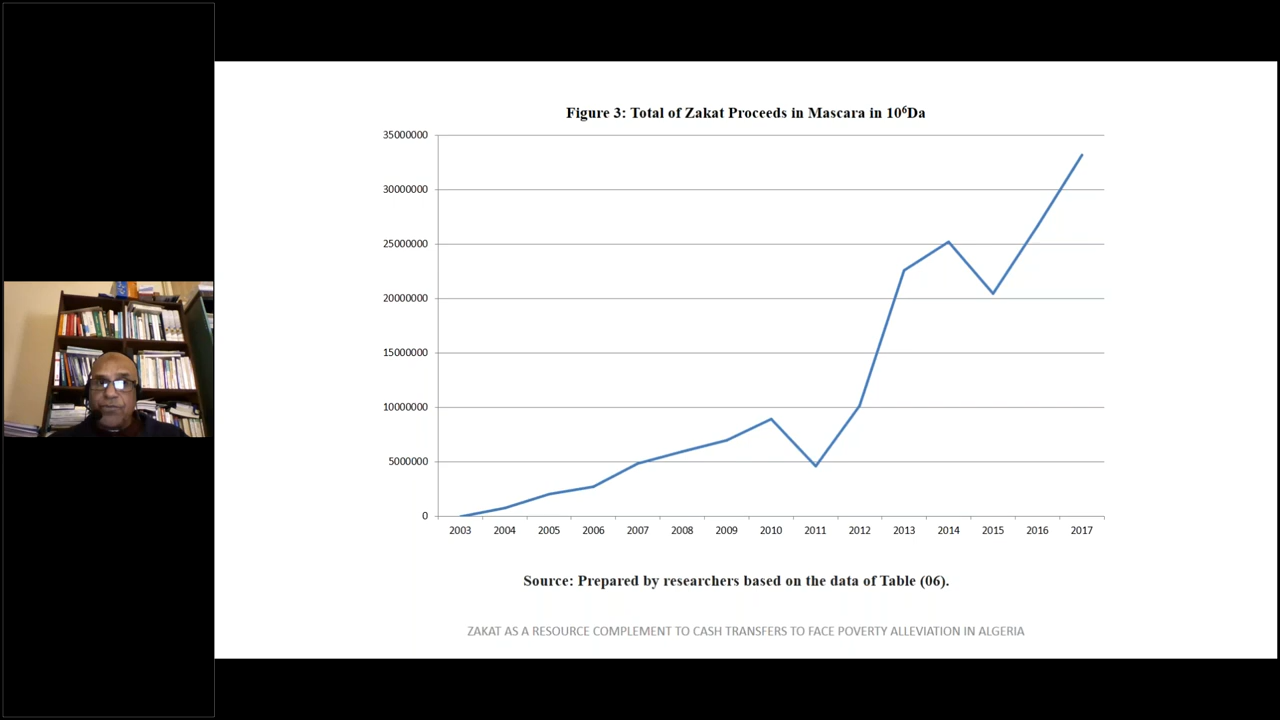 Figure 3: Total of Zakat Proceeds in Mascara in 10⁶Da
35000000
30000000
25000000
20000000
15000000
10000000
5000000
0
2003 2004 2005 2006 2007 2008 2009 2010 2011 2012 2013 2014 2015 2016 2017
Source: Prepared by researchers based on the data of Table (06).
ZAKAT AS A RESOURCE COMPLEMENT TO CASH TRANSFERS TO FACE POVERTY ALLEVIATION IN ALGERIA